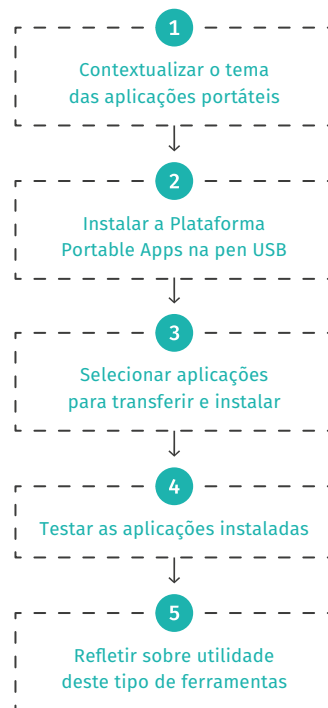 1
Contextualizar o tema
das aplicações portáteis
2
Instalar a Plataforma
Portable Apps na pen USB
3
Selecionar aplicações
para transferir e instalar
4
Testar as aplicações instaladas
5
Refletir sobre utilidade
deste tipo de ferramentas